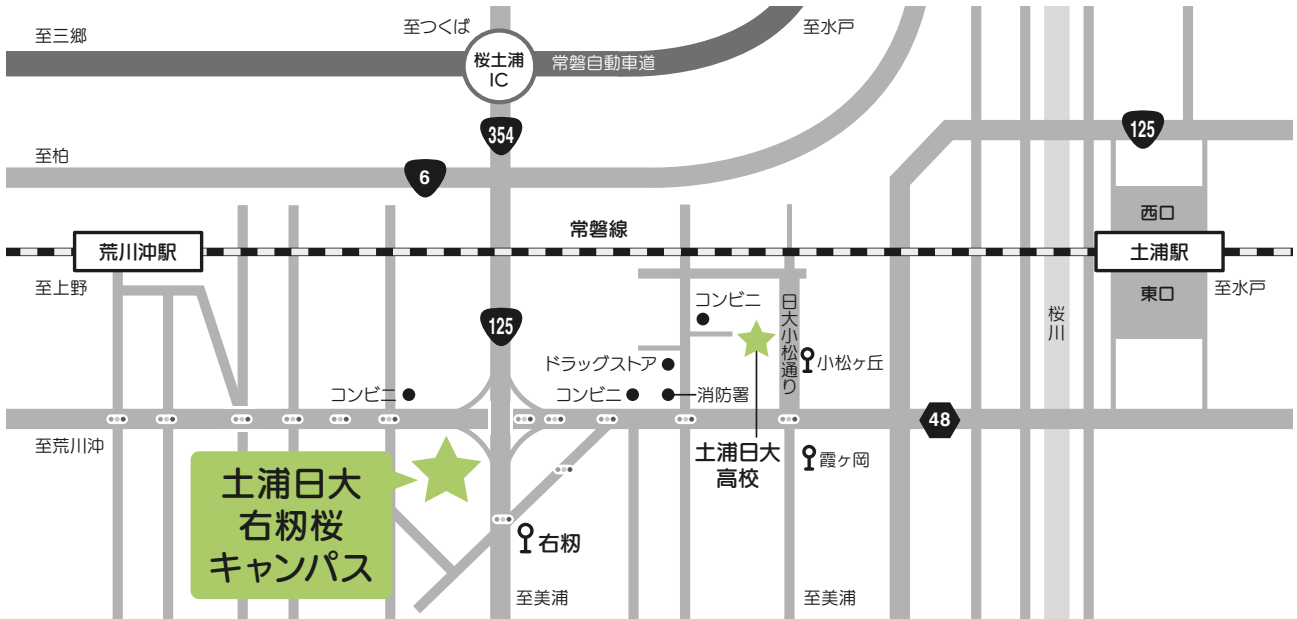 至三郷
至つくば
至水戸
桜土浦
IC
常磐自動車道
354
125
至柏
6
西口
常磐線
荒川沖駅
土浦駅
至上野
東口
至水戸
コンビニ
日大小松通り
桜川
125
ドラッグストア
小松ヶ丘
コンビニ
コンビニ
消防署
48
至荒川沖
土浦日大
高校
霞ヶ岡
土浦日大
右籾桜
キャンパス
右籾
至美浦
至美浦